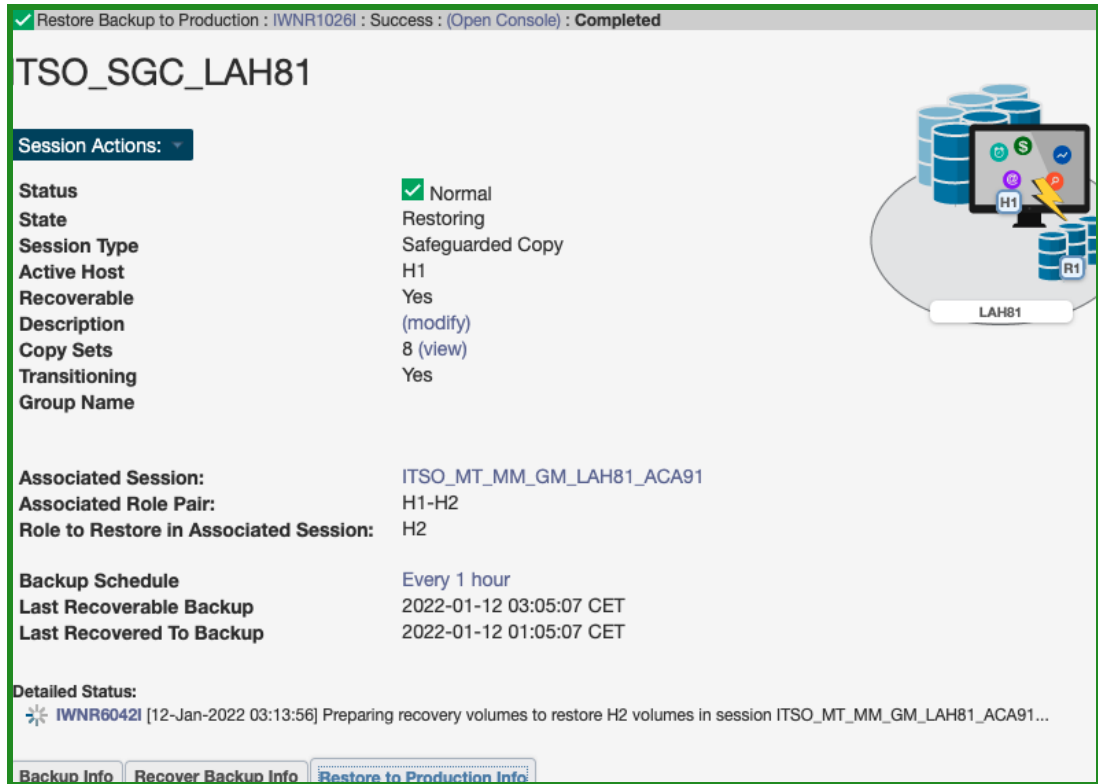 Restore Backup to Production : IWNR1026I : Success : (Open Console) : Completed
TSO_SGC_LAH81
Session Actions:
Status Normal
State Restoring
Session Type Safeguarded Copy
Active Host H1
Recoverable Yes
Description (modify)
Copy Sets 8 (view)
Transitioning Yes
Group Name
H1
R1
LAH81
Associated Session: ITSO_MT_MM_GM_LAH81_ACA91
Associated Role Pair: H1-H2
Role to Restore in Associated Session: H2
Backup Schedule Every 1 hour
Last Recoverable Backup 2022-01-12 03:05:07 CET
Last Recovered To Backup 2022-01-12 01:05:07 CET
Detailed Status:
IWNR6042I [12-Jan-2022 03:13:56] Preparing recovery volumes to restore H2 volumes in session ITSO_MT_MM_GM_LAH81_ACA91...
Backup Info Recover Backup Info Restore to Production Info